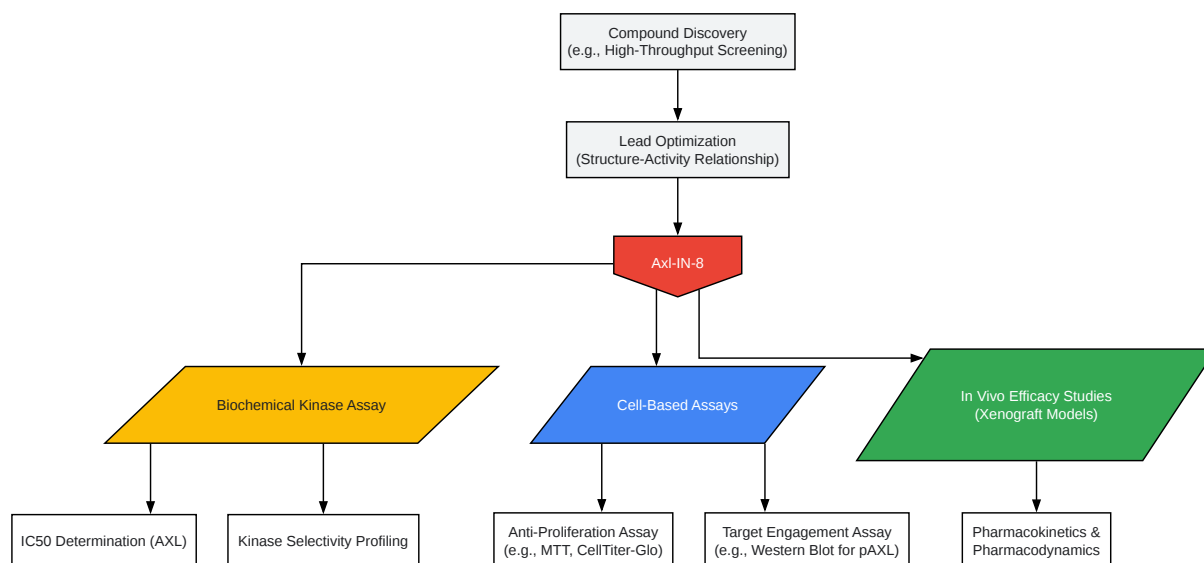 Compound Discovery
(e.g., High-Throughput Screening)
Lead Optimization
(Structure-Activity Relationship)
Axl-IN-8
Biochemical Kinase Assay
Cell-Based Assays
In Vivo Efficacy Studies
(Xenograft Models)
IC50 Determination (AXL)
Kinase Selectivity Profiling
Anti-Proliferation Assay
(e.g., MTT, CellTiter-Glo)
Target Engagement Assay
(e.g., Western Blot for pAXL)
Pharmacokinetics &
Pharmacodynamics